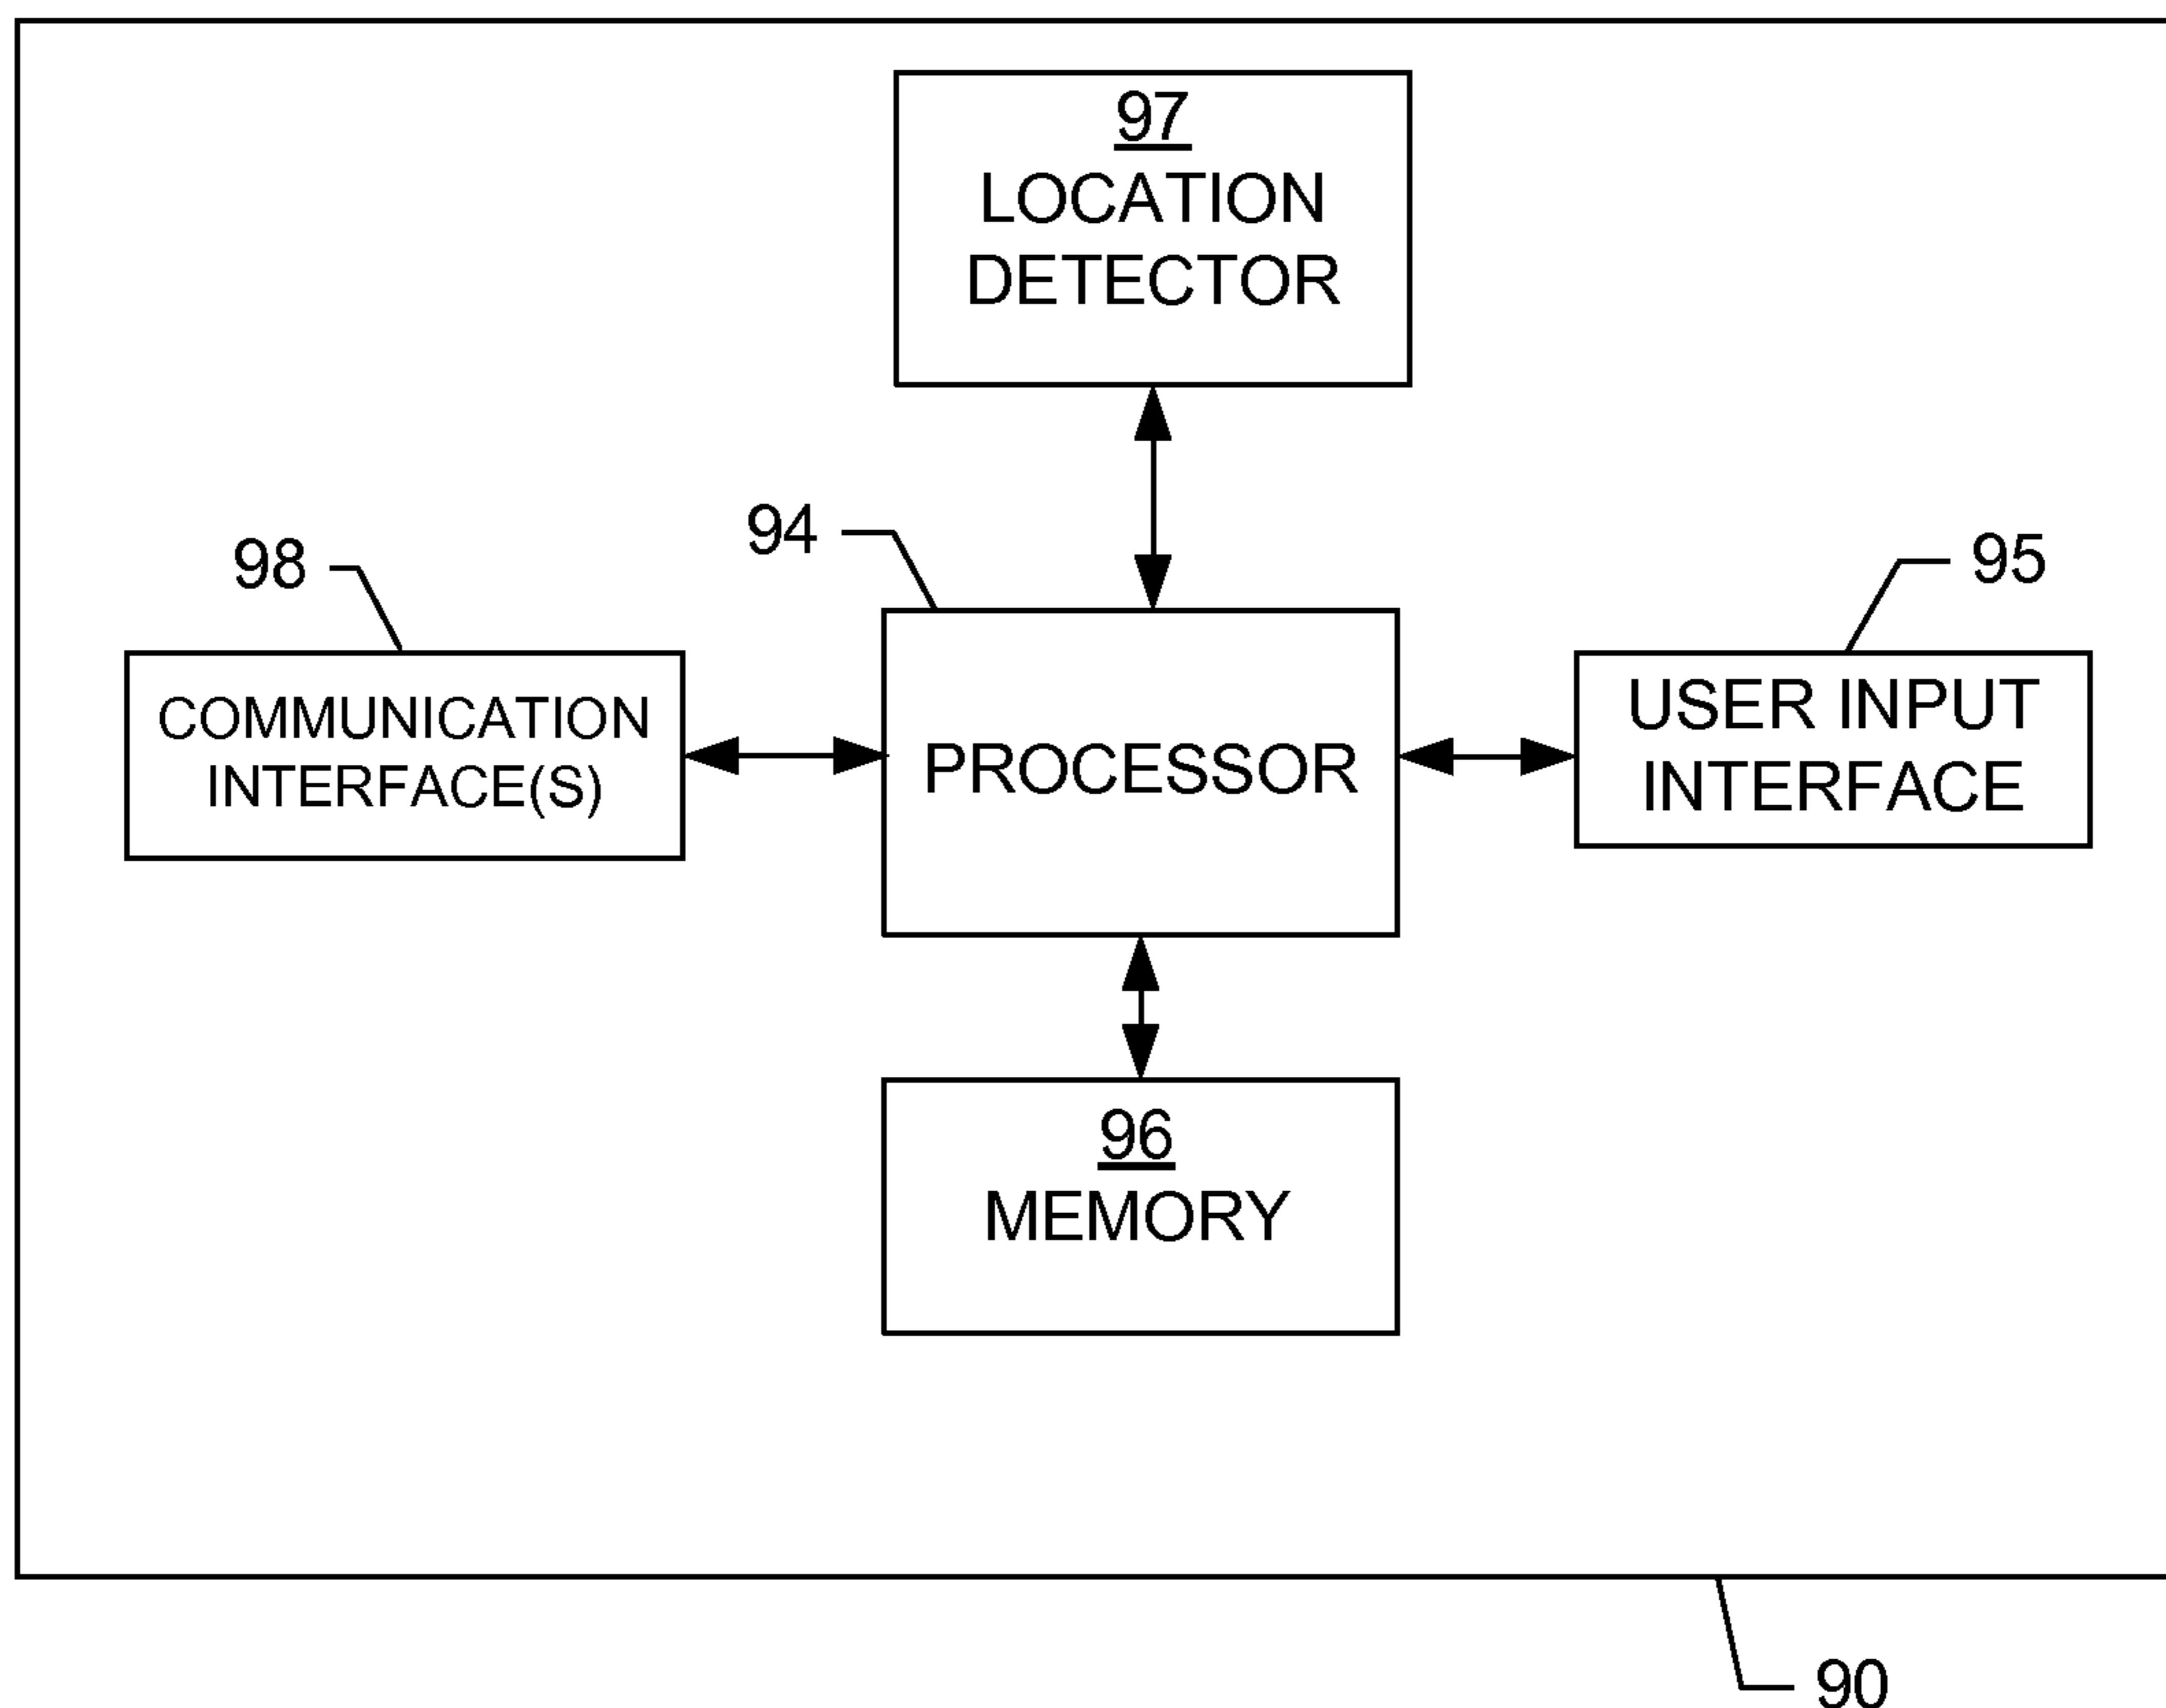 97
LOCATION
DETECTOR
94
98
95
COMMUNICATION
INTERFACE(S)
PROCESSOR
USER INPUT
INTERFACE
96
MEMORY
90